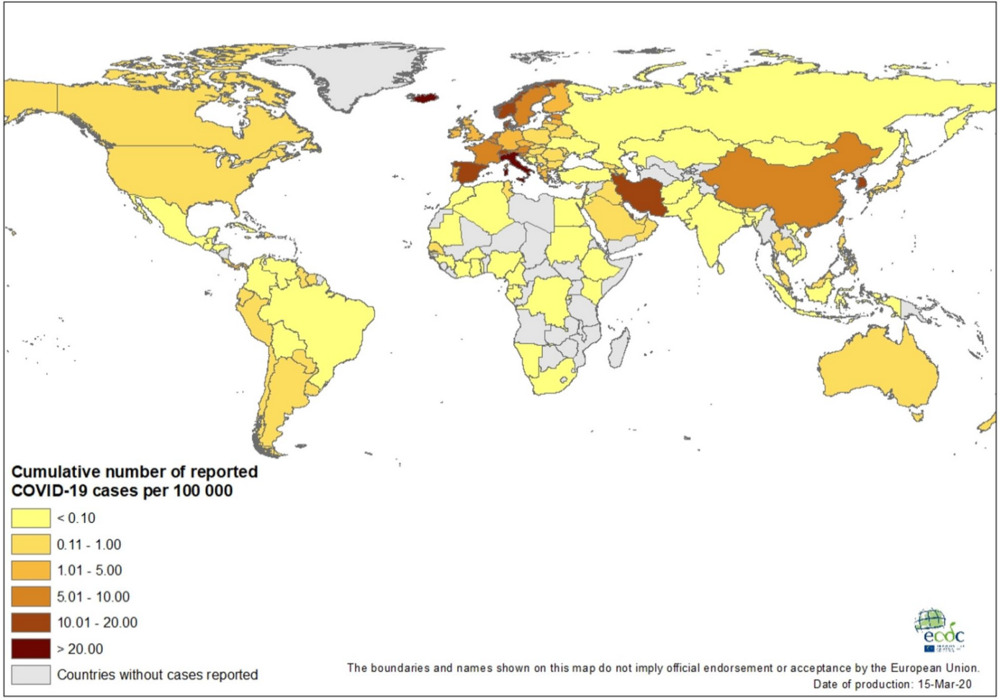 Cumulative number of reported
COVID-19 cases per 100 000
< 0.10
0.11 - 1.00
1.01 - 5.00
5.01 - 10.00
10.01 - 20.00
> 20.00
Countries without cases reported
ecdc
The boundaries and names shown on this map do not imply official endorsement or acceptance by the European Union.
Date of production: 15-Mar-20